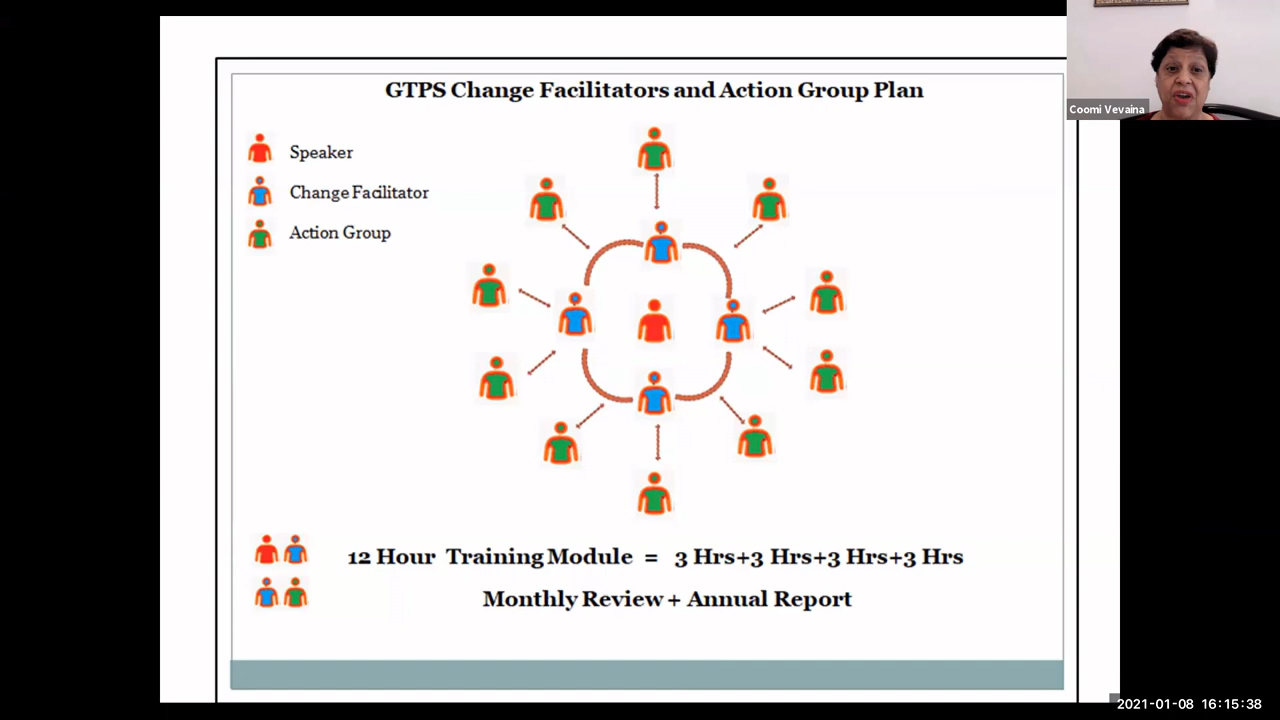 GTPS Change Facilitators and Action Group Plan
Speaker
Change Facilitator
Action Group
12 Hour Training Module = 3 Hrs+3 Hrs+3 Hrs+3 Hrs
Monthly Review + Annual Report
Coomi Vevaina
2021-01-08 16:15:38